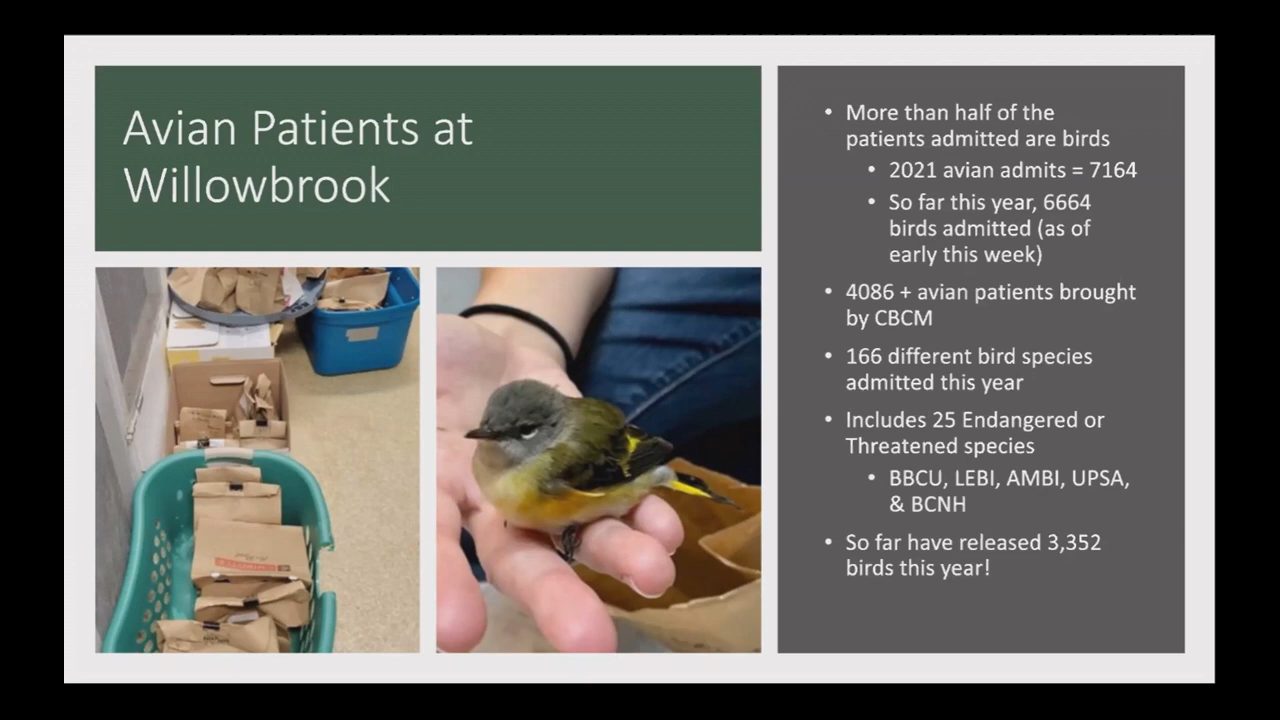 Avian Patients at
Willowbrook
• More than half of the
patients admitted are birds
• 2021 avian admits = 7164
• So far this year, 6664
birds admitted (as of
early this week)
• 4086 + avian patients brought
by CBCM
• 166 different bird species
admitted this year
• Includes 25 Endangered or
Threatened species
• BBCU, LEBI, AMBI, UPSA,
& BCNH
• So far have released 3,352
birds this year!